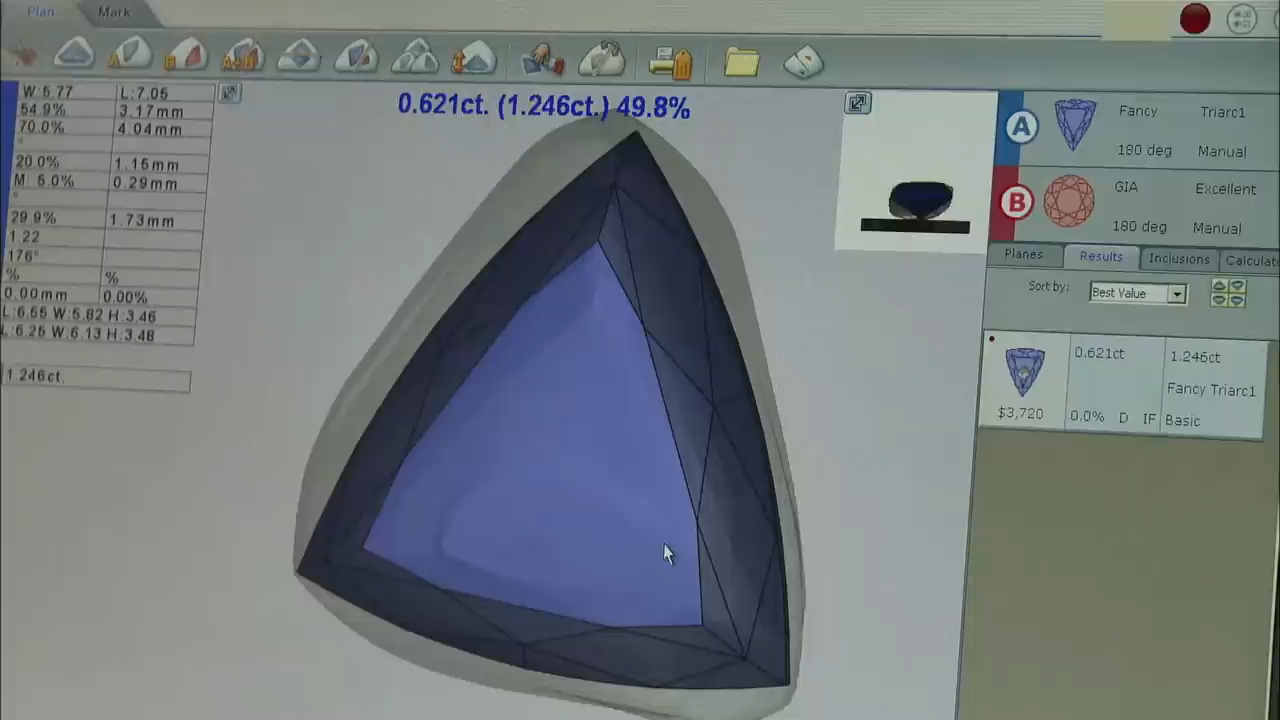 Plan Mark
0.621ct. (1.246ct.) 49.8%
W:5.77 L:7.05
54.9% 3.17mm
70.0% 4.04mm
°
20.0% 1.15mm
M: 5.0% 0.29mm
°
29.9% 1.73mm
1.22
176°
% %
0.00mm 0.00%
L:6.55 W:5.82 H:3.46
L:6.25 W:6.13 H:3.48
1.246ct.
A Fancy Triarc1
180 deg Manual
B GIA Excellent
180 deg Manual
Planes Results Inclusions Calculat
Sort by: Best Value
0.621ct 1.246ct
Fancy Triarc1
$3,720 0.0% D IF Basic
A B A+B